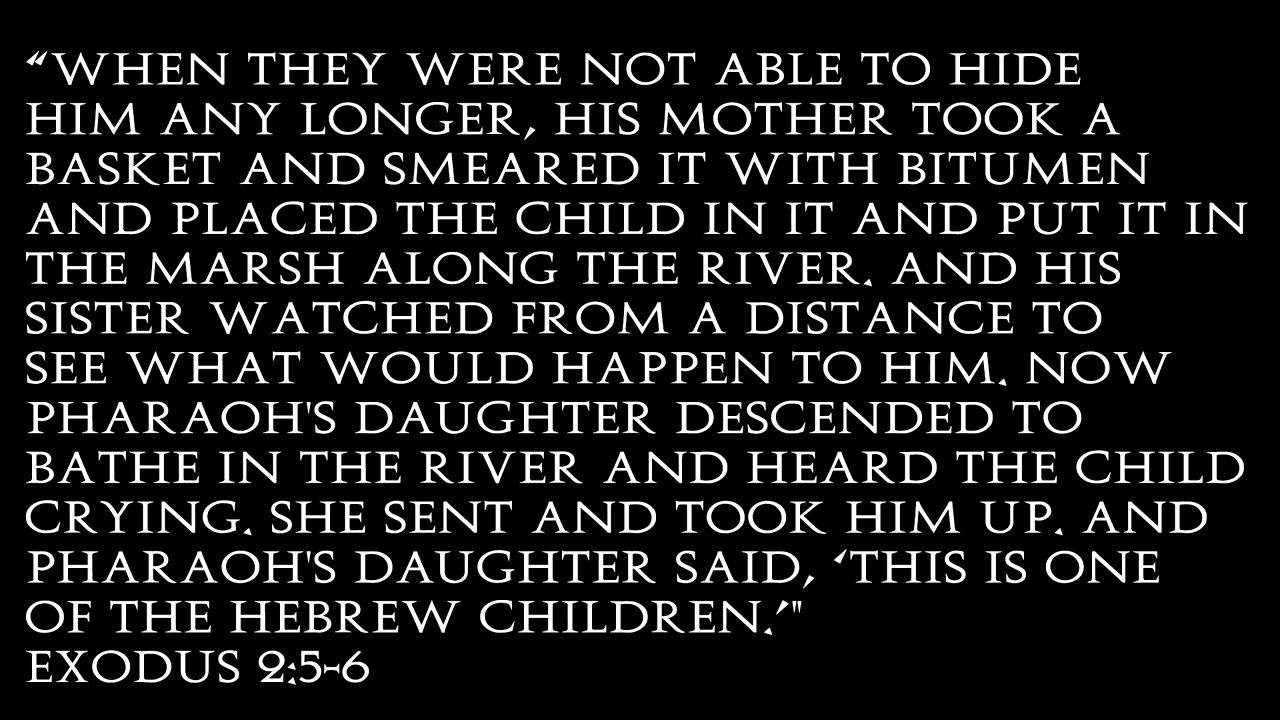 “WHEN THEY WERE NOT ABLE TO HIDE
HIM ANY LONGER, HIS MOTHER TOOK A
BASKET AND SMEARED IT WITH BITUMEN
AND PLACED THE CHILD IN IT AND PUT IT IN
THE MARSH ALONG THE RIVER. AND HIS
SISTER WATCHED FROM A DISTANCE TO
SEE WHAT WOULD HAPPEN TO HIM. NOW
PHARAOH'S DAUGHTER DESCENDED TO
BATHE IN THE RIVER AND HEARD THE CHILD
CRYING. SHE SENT AND TOOK HIM UP. AND
PHARAOH'S DAUGHTER SAID, ‘THIS IS ONE
OF THE HEBREW CHILDREN.’"
EXODUS 2:5-6